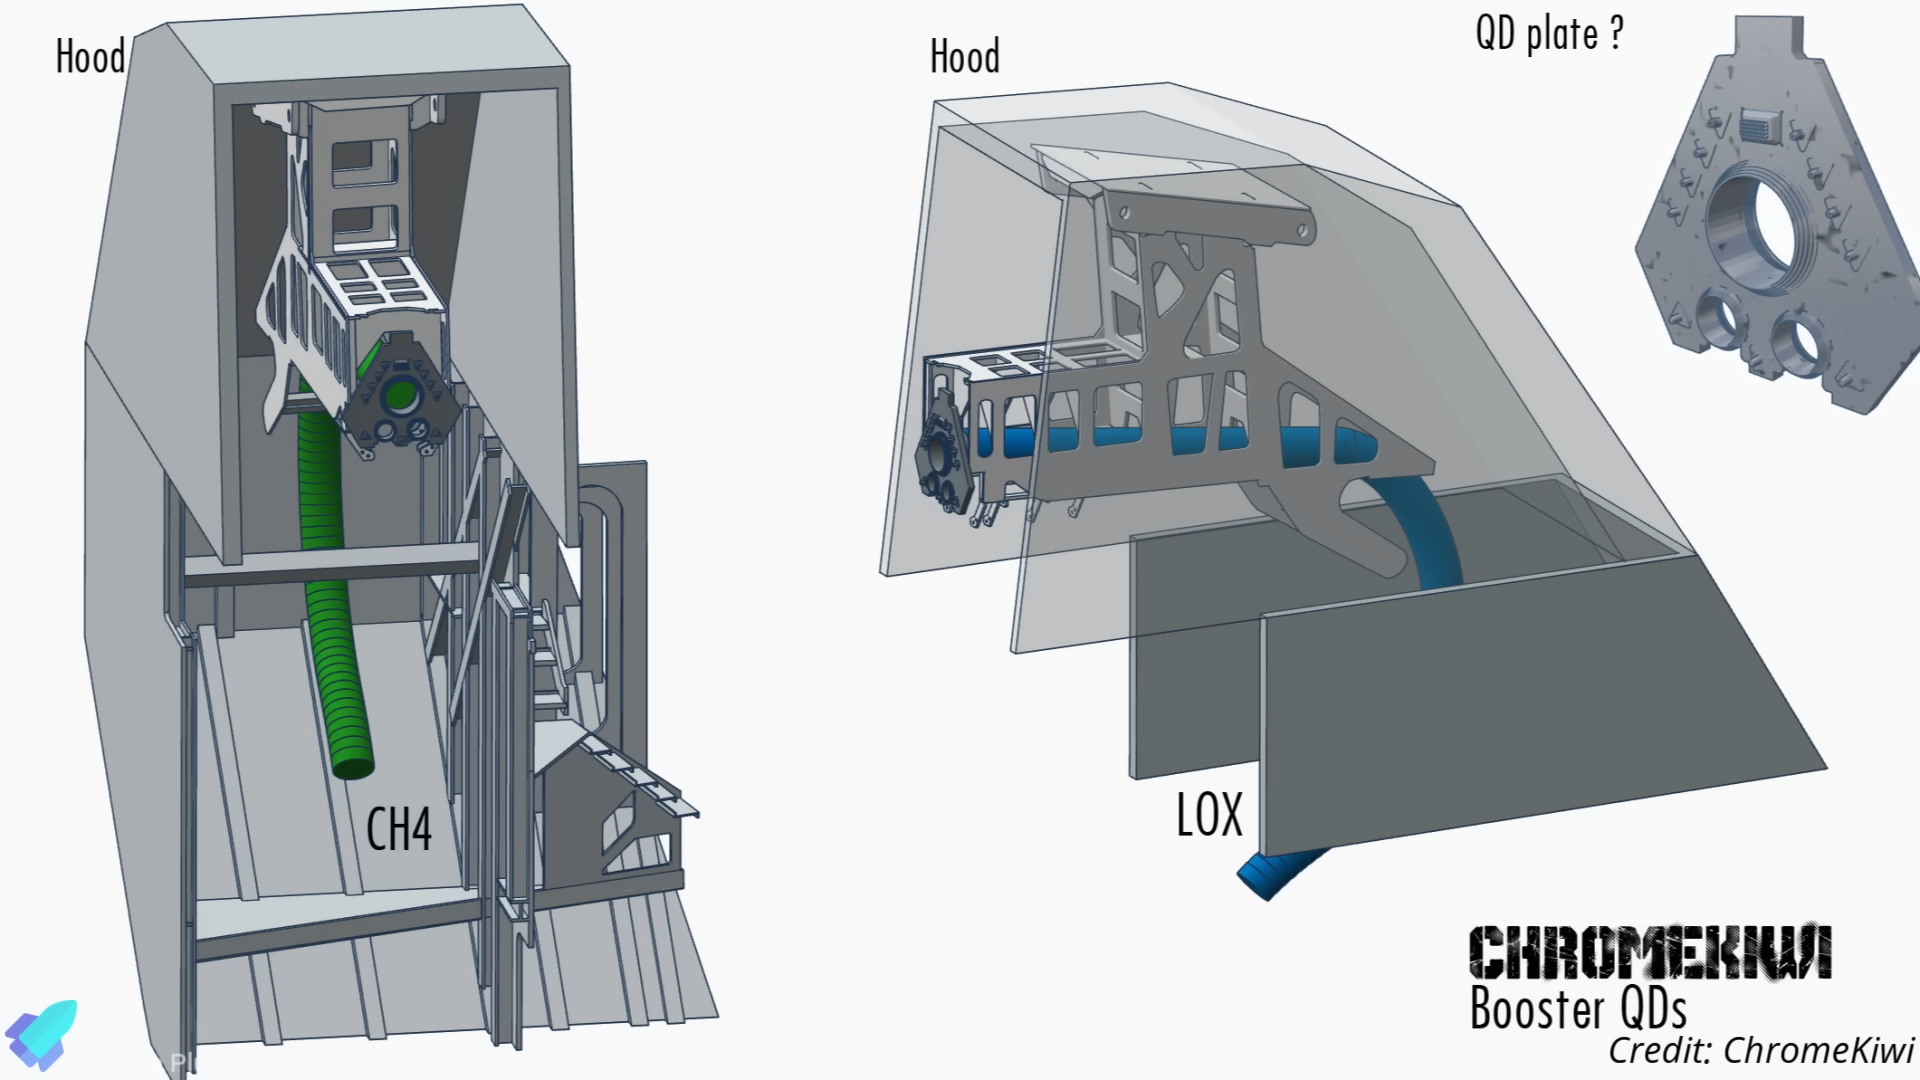 Hood
Hood
QD plate ?
CH4
LOX
CHROMEKIWI
Booster QDs
Credit: ChromeKiwi